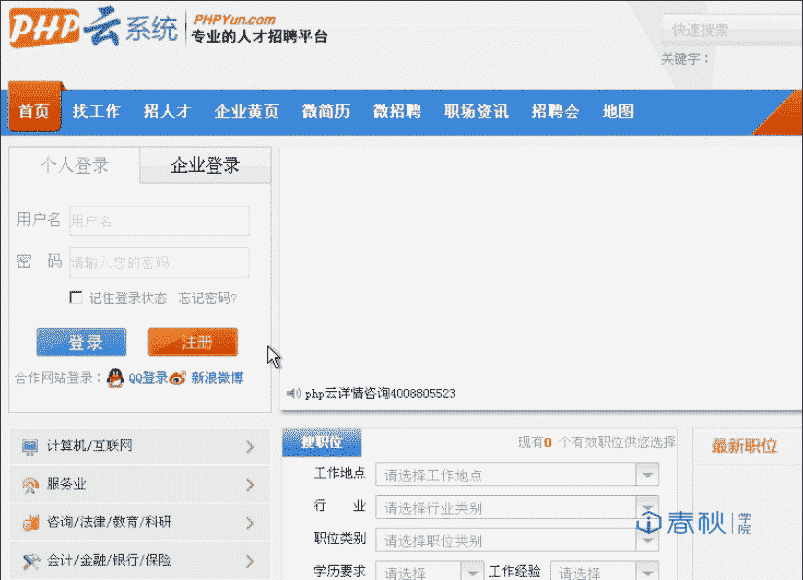 PHP云系统
PHPYun.com
专业的人才招聘平台
快速搜索
关键字：
首页 找工作 招人才 企业黄页 微简历 微招聘 职场资讯 招聘会 地图
个人登录 企业登录
用户名 用户名
密 码 请输入您的密码
记住登录状态 忘记密码?
登录 注册
合作网站登录： QQ登录 新浪微博
php云详情咨询4008805523
计算机/互联网
服务业
咨询/法律/教育/科研
会计/金融/银行/保险
搜职位 现有0 个有效职位供您选择
最新职位
工作地点 请选择工作地点
行 业 请选择行业类别
职位类别 请选择职位类别
学历要求 请选择 工作经验 请选择
春秋学院